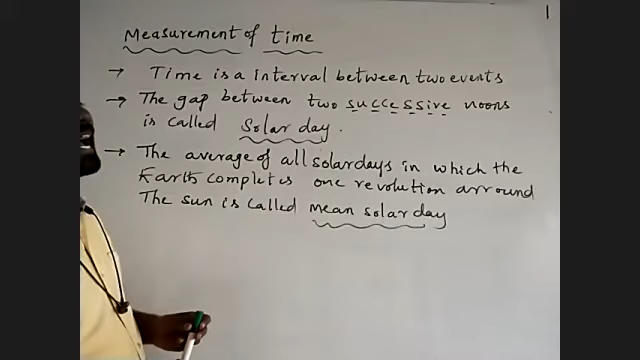 1
Measurement of time
→ Time is a interval between two events
→ The gap between two successive noons
is called Solar day.
→ The average of all solardays in which the
Earth completes one revolution arround
The sun is called mean solar day